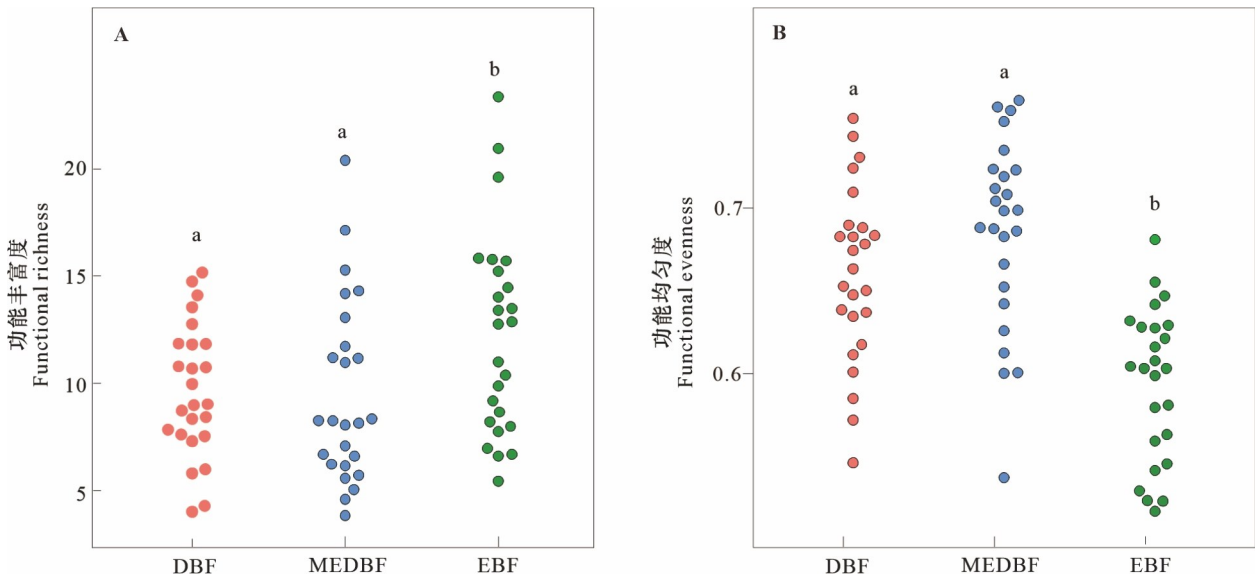 A
功能丰富度
Functional richness
20
15
10
5
a
a
b
DBF
MEDBF
EBF
B
功能均匀度
Functional evenness
0.7
0.6
a
a
b
DBF
MEDBF
EBF